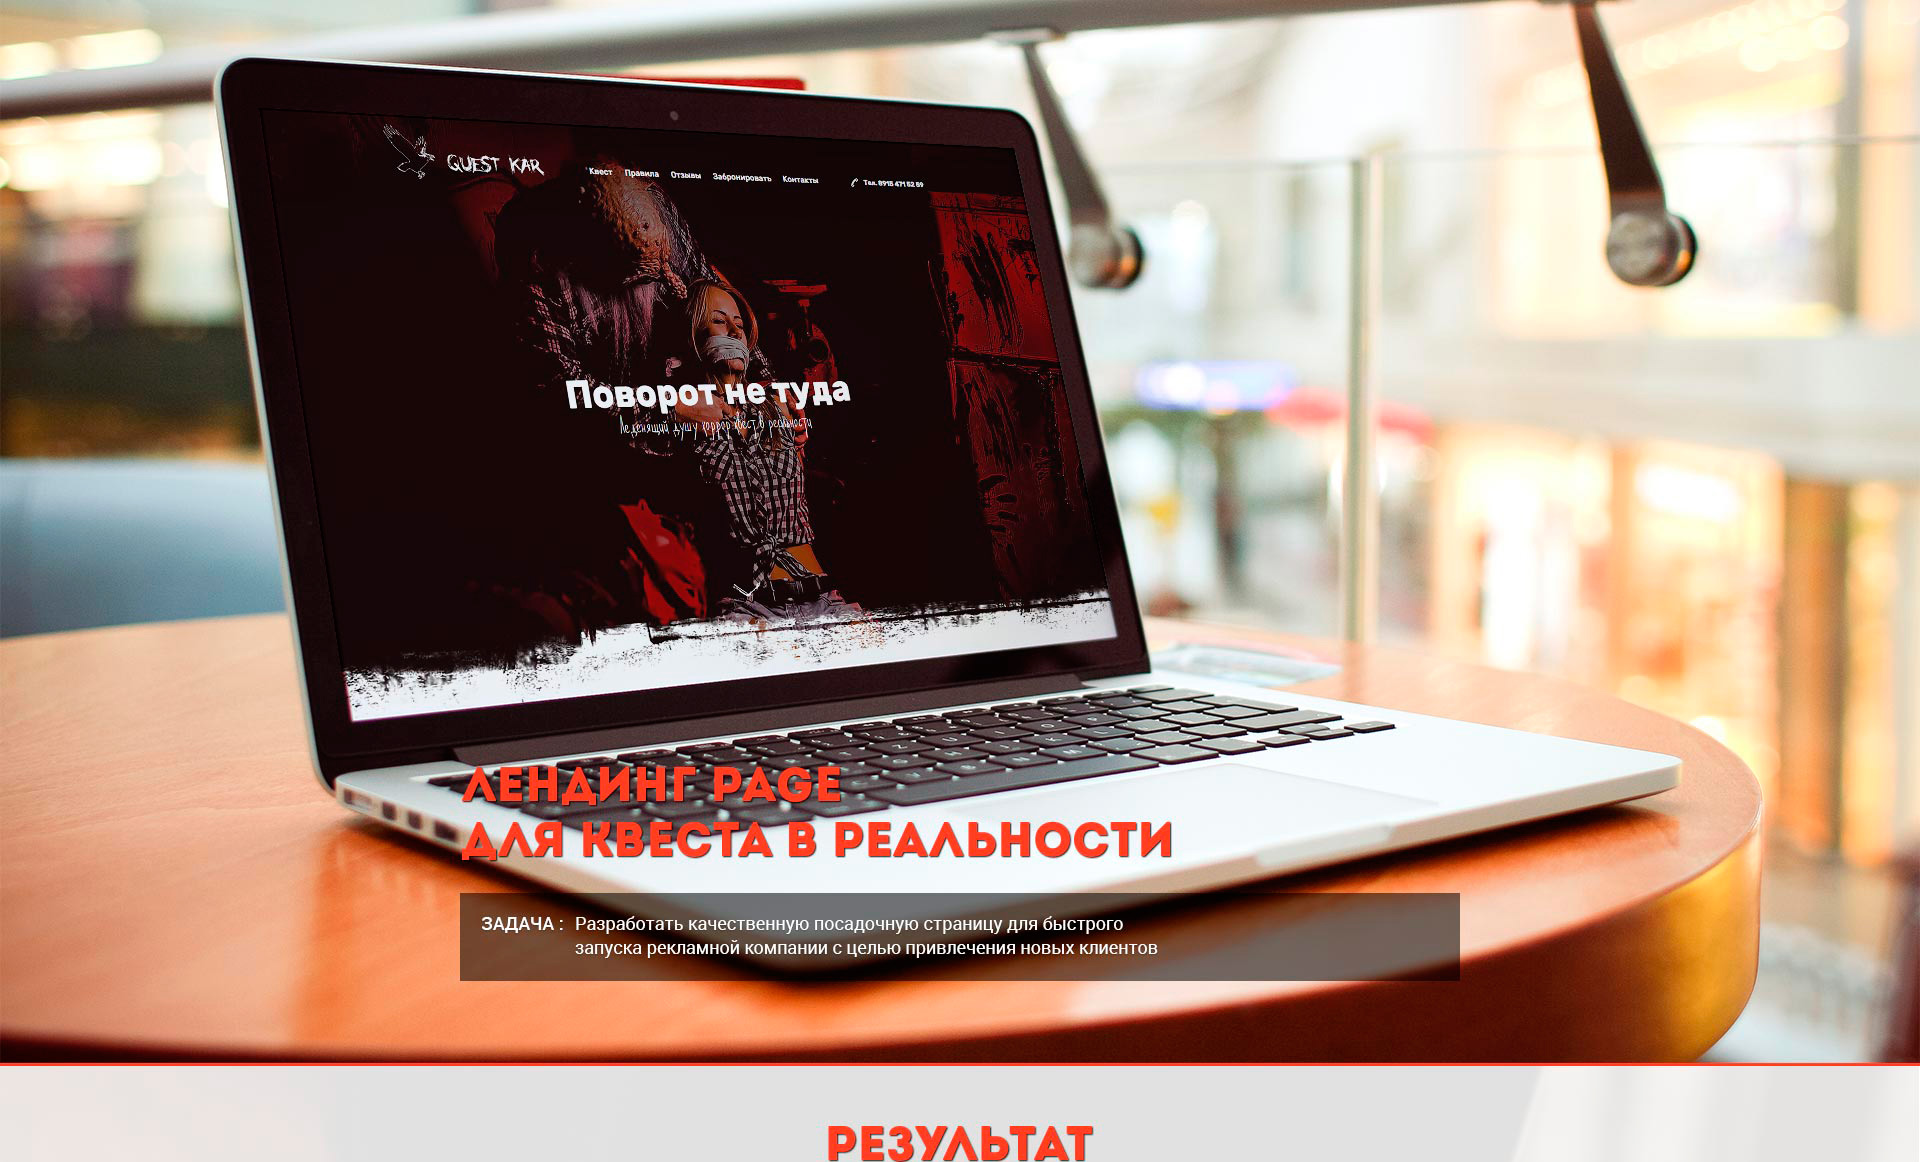 GUEST KAR
Квест Правила Отзывы Забронировать Контакты
Тел. 8915 471 52 59
Поворот не туда
Леденящий душу хоррор квест в реальности
ЛЕНДИНГ PAGE
ДЛЯ КВЕСТА В РЕАЛЬНОСТИ
ЗАДАЧА : Разработать качественную посадочную страницу для быстрого
запуска рекламной компании с целью привлечения новых клиентов
РЕЗУЛЬТАТ